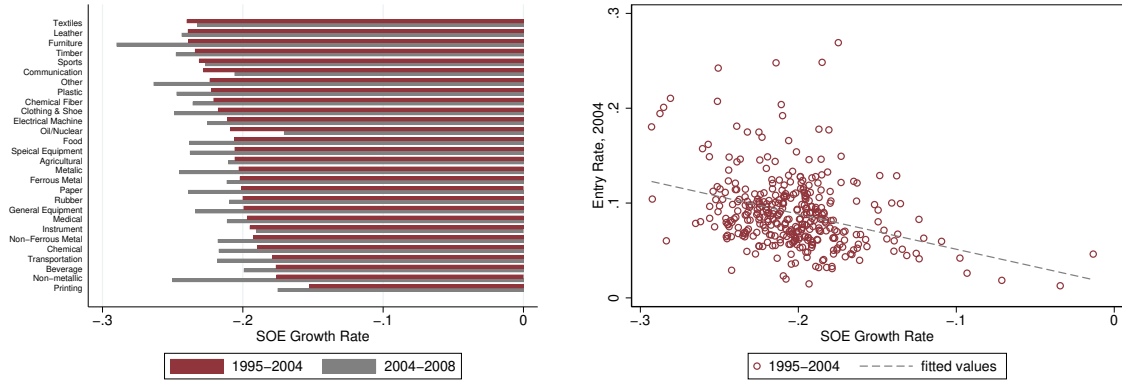 Textiles
Leather
Furniture
Timber
Sports
Communication
Other
Plastic
Chemical Fiber
Clothing & Shoe
Electrical Machine
Oil/Nuclear
Food
Speical Equipment
Agricultural
Metalic
Ferrous Metal
Paper
Rubber
General Equipment
Medical
Instrument
Non−Ferrous Metal
Chemical
Transportation
Beverage
Non−metallic
Printing
−.3 −.2 −.1 0
SOE Growth Rate
1995−2004 2004−2008
Entry Rate, 2004
.3
.2
.1
0
−.3 −.2 −.1 0
SOE Growth Rate
1995−2004 fitted values